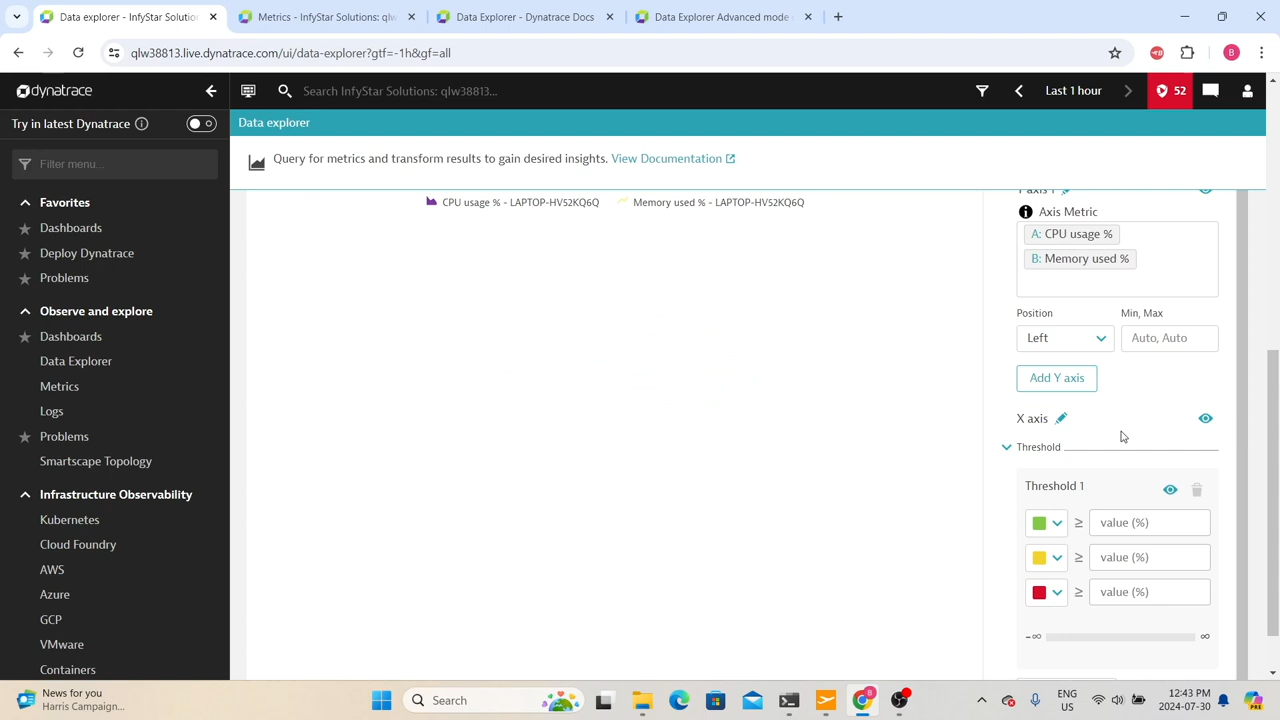 Data explorer - InfyStar Solution
Metrics - InfyStar Solutions: qlw
Data Explorer - Dynatrace Docs
Data Explorer Advanced mode
qlw38813.live.dynatrace.com/ui/data-explorer?gtf=-1h&gf=all
B
dynatrace
Search InfyStar Solutions: qlw38813...
Last 1 hour
52
Try in latest Dynatrace
Data explorer
Filter menu...
Query for metrics and transform results to gain desired insights. View Documentation
Favorites
Dashboards
Deploy Dynatrace
Problems
Observe and explore
Dashboards
Data Explorer
Metrics
Logs
Problems
Smartscape Topology
Infrastructure Observability
Kubernetes
Cloud Foundry
AWS
Azure
GCP
VMware
Containers
CPU usage % - LAPTOP-HV52KQ6Q
Memory used % - LAPTOP-HV52KQ6Q
Axis Metric
A: CPU usage %
B: Memory used %
Position
Min, Max
Left
Auto, Auto
Add Y axis
X axis
Threshold
Threshold 1
≥ value (%)
≥ value (%)
≥ value (%)
-∞ ∞
News for you
Harris Campaign...
Search
ENG
US
12:43 PM
2024-07-30